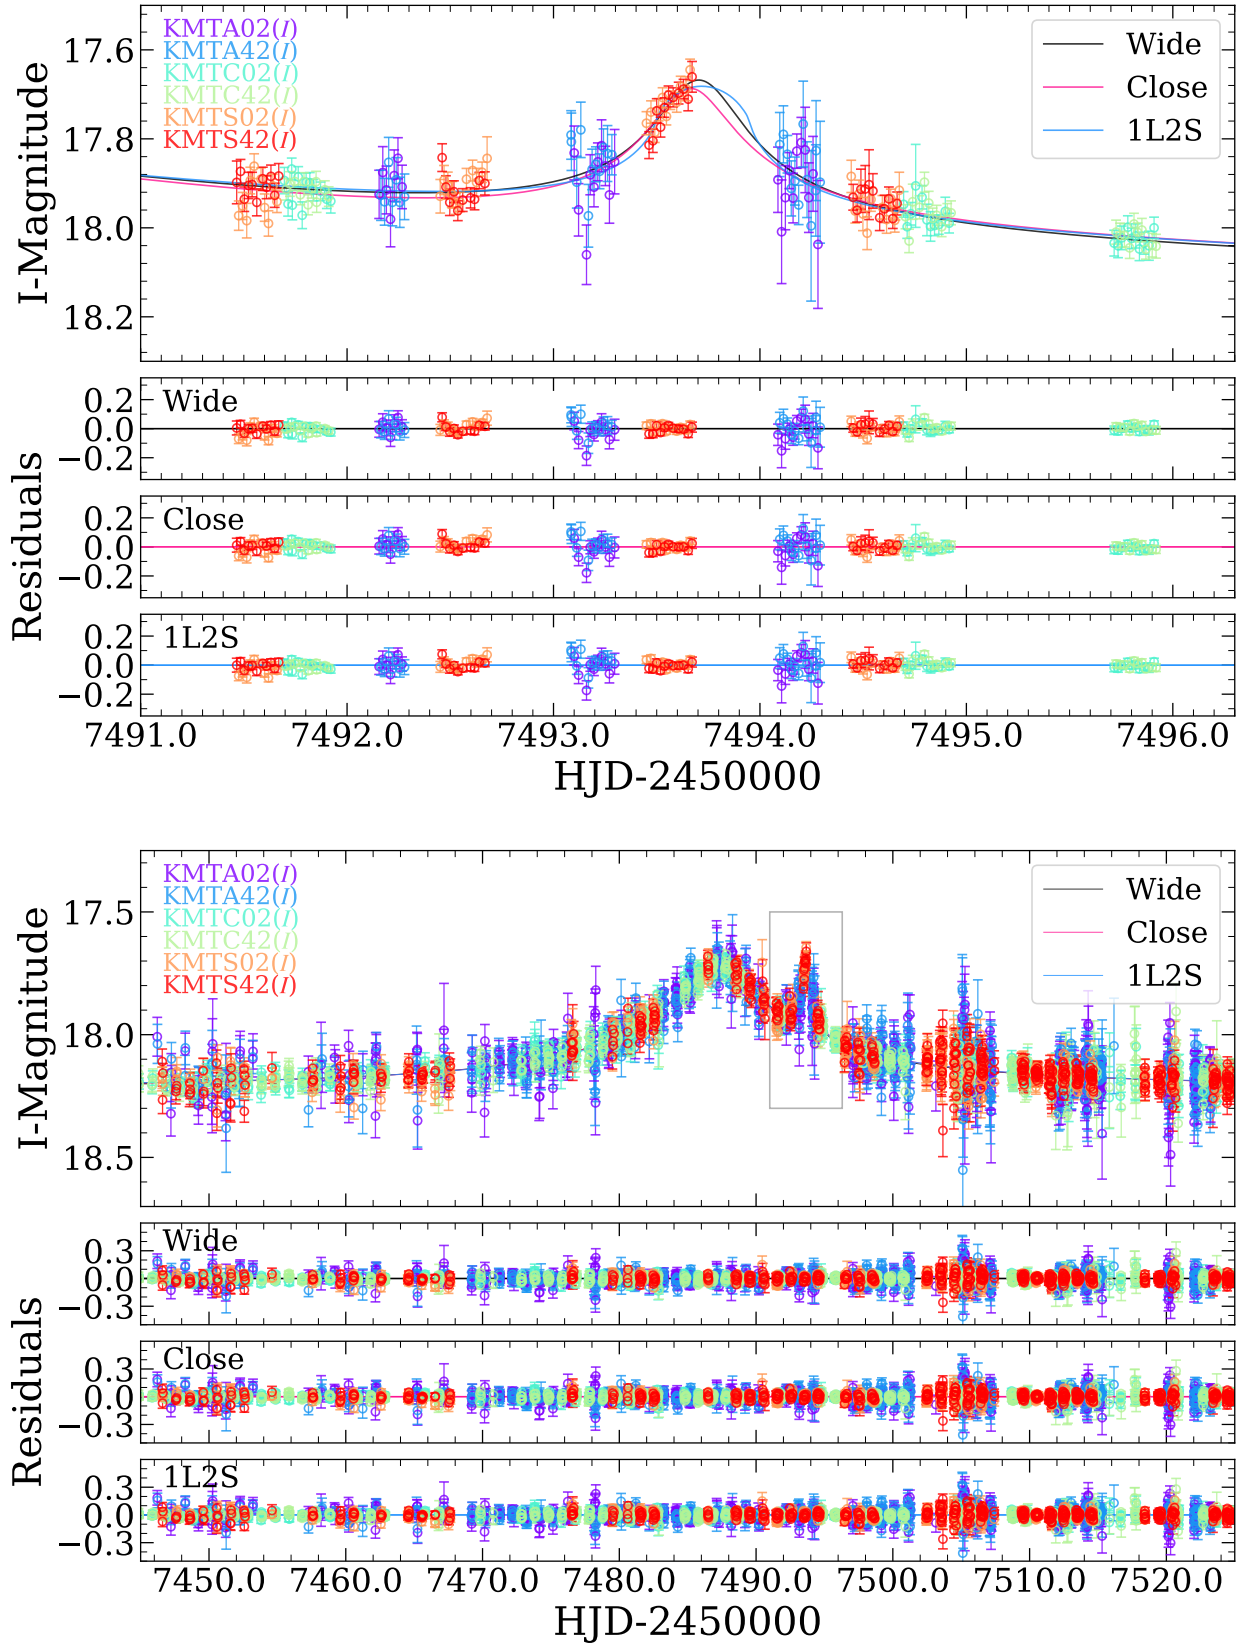 KMTA02(I)
KMTA42(I)
KMTC02(I)
KMTC42(I)
KMTS02(I)
KMTS42(I)
Wide
Close
1L2S
I-Magnitude
17.6
17.8
18.0
18.2
Wide
0.2
0.0
−0.2
Close
0.2
0.0
−0.2
1L2S
0.2
0.0
−0.2
Residuals
7491.0 7492.0 7493.0 7494.0 7495.0 7496.0
HJD-2450000
KMTA02(I)
KMTA42(I)
KMTC02(I)
KMTC42(I)
KMTS02(I)
KMTS42(I)
Wide
Close
1L2S
I-Magnitude
17.5
18.0
18.5
Wide
0.3
0.0
−0.3
Close
0.3
0.0
−0.3
1L2S
0.3
0.0
−0.3
Residuals
7450.0 7460.0 7470.0 7480.0 7490.0 7500.0 7510.0 7520.0
HJD-2450000